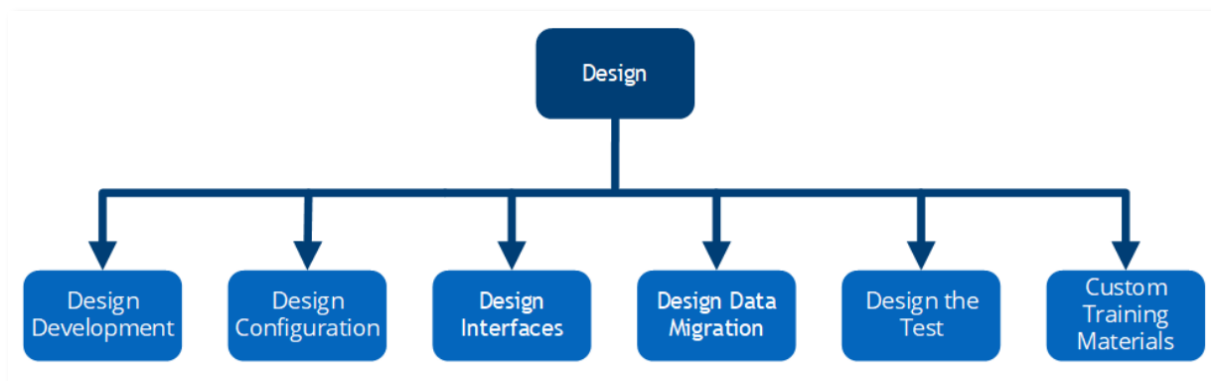 Design
Design
Development
Design
Configuration
Design
Interfaces
Design Data
Migration
Design the
Test
Custom
Training
Materials